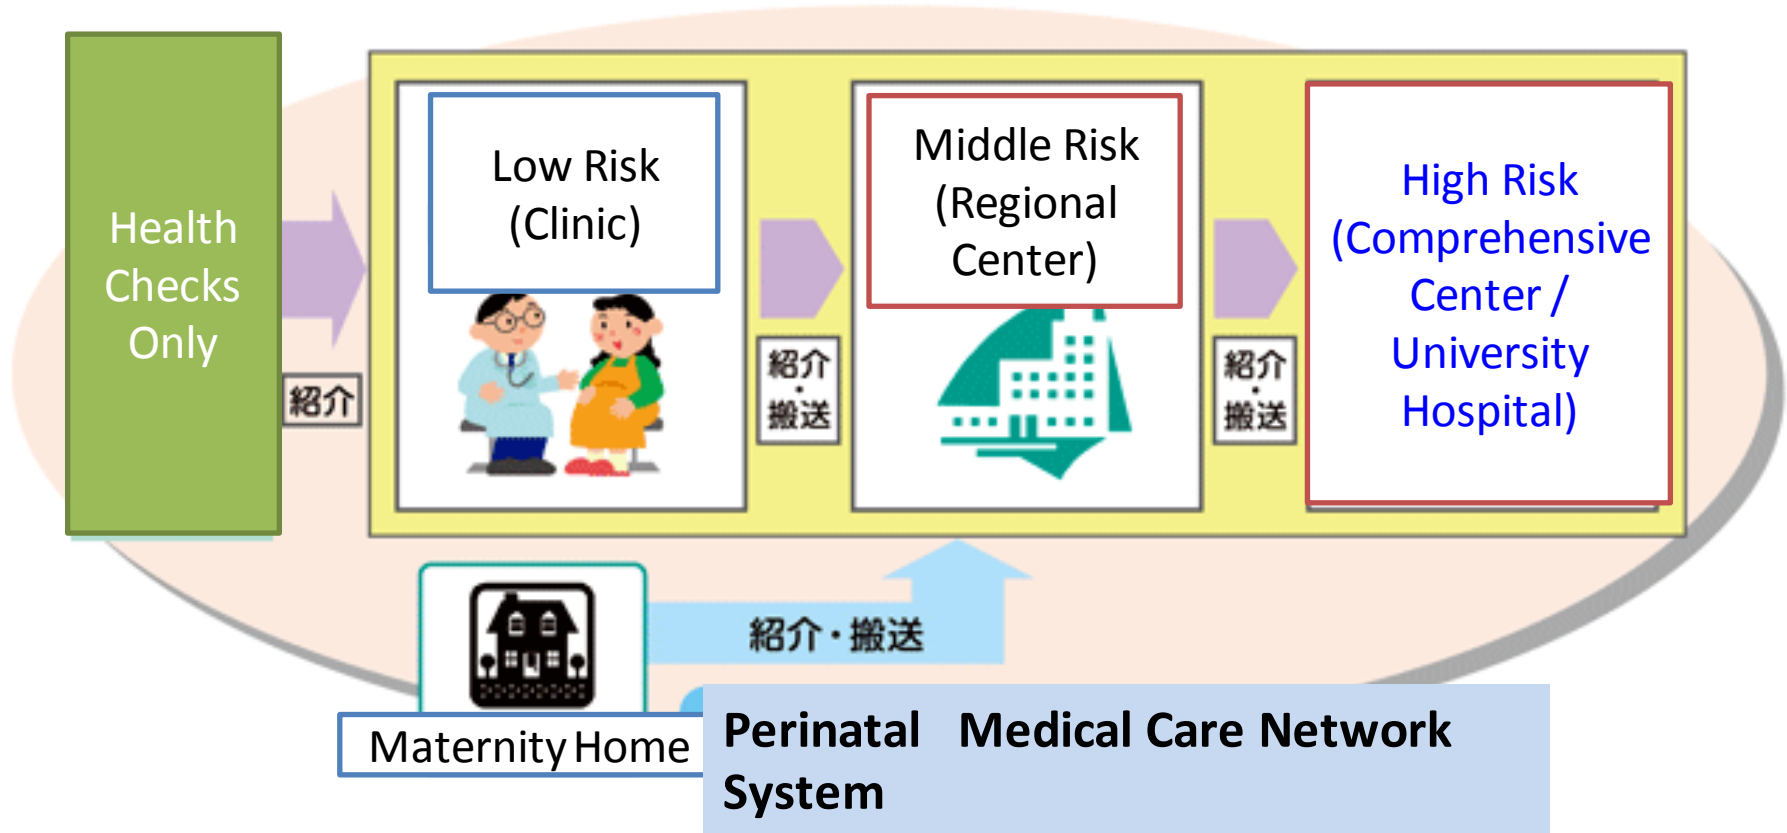 Health
Checks
Only
紹介
Low Risk
(Clinic)
紹介
・
搬送
Middle Risk
(Regional
Center)
紹介
・
搬送
High Risk
(Comprehensive
Center /
University
Hospital)
紹介・搬送
Maternity Home
Perinatal Medical Care Network
System